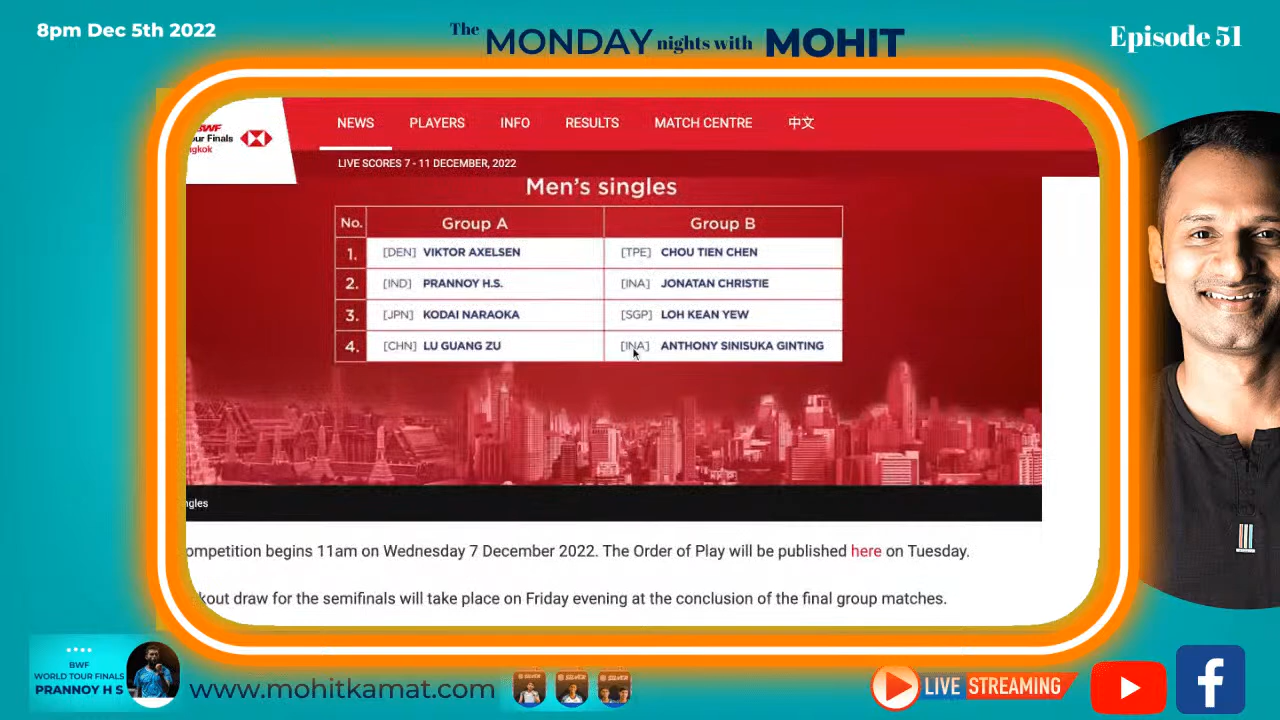 8pm Dec 5th 2022
The MONDAY nights with MOHIT
Episode 51
BWF
our Finals
ngkok
NEWS PLAYERS INFO RESULTS MATCH CENTRE 中文
LIVE SCORES 7 - 11 DECEMBER, 2022
Men's singles
No. Group A Group B
1. [DEN] VIKTOR AXELSEN [TPE] CHOU TIEN CHEN
2. [IND] PRANNOY H.S. [INA] JONATAN CHRISTIE
3. [JPN] KODAI NARAOKA [SGP] LOH KEAN YEW
4. [CHN] LU GUANG ZU [INA] ANTHONY SINISUKA GINTING
ngles
ompetition begins 11am on Wednesday 7 December 2022. The Order of Play will be published here on Tuesday.
kout draw for the semifinals will take place on Friday evening at the conclusion of the final group matches.
BWF
WORLD TOUR FINALS
PRANNOY H S
www.mohitkamat.com
LIVE STREAMING